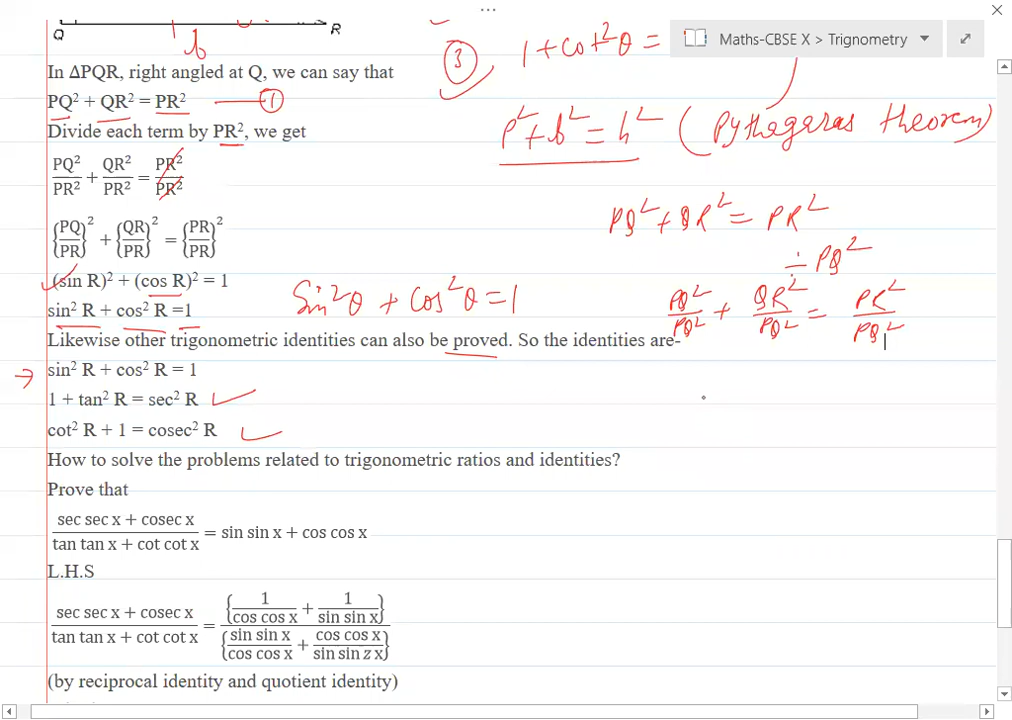 Q R
b
③ 1 + cot²θ =
Maths-CBSE X > Trignometry
In ΔPQR, right angled at Q, we can say that
PQ² + QR² = PR² ①
p² + b² = h² (Pythagaras theorem)
Divide each term by PR², we get
PQ²/PR² + QR²/PR² = PR²/PR²
PQ² + QR² = PR²
{PQ/PR}² + {QR/PR}² = {PR/PR}²
÷ PQ²
(sin R)² + (cos R)² = 1
Sin²θ + Cos²θ = 1
PQ²/PQ² + QR²/PQ² = PR²/PQ²
sin² R + cos² R =1
Likewise other trigonometric identities can also be proved. So the identities are-
→ sin² R + cos² R = 1
1 + tan² R = sec² R
cot² R + 1 = cosec² R
How to solve the problems related to trigonometric ratios and identities?
Prove that
sec sec x + cosec x / tan tan x + cot cot x = sin sin x + cos cos x
L.H.S
sec sec x + cosec x / tan tan x + cot cot x = {1/cos cos x + 1/sin sin x} / {sin sin x/cos cos x + cos cos x/sin sin z x}
(by reciprocal identity and quotient identity)